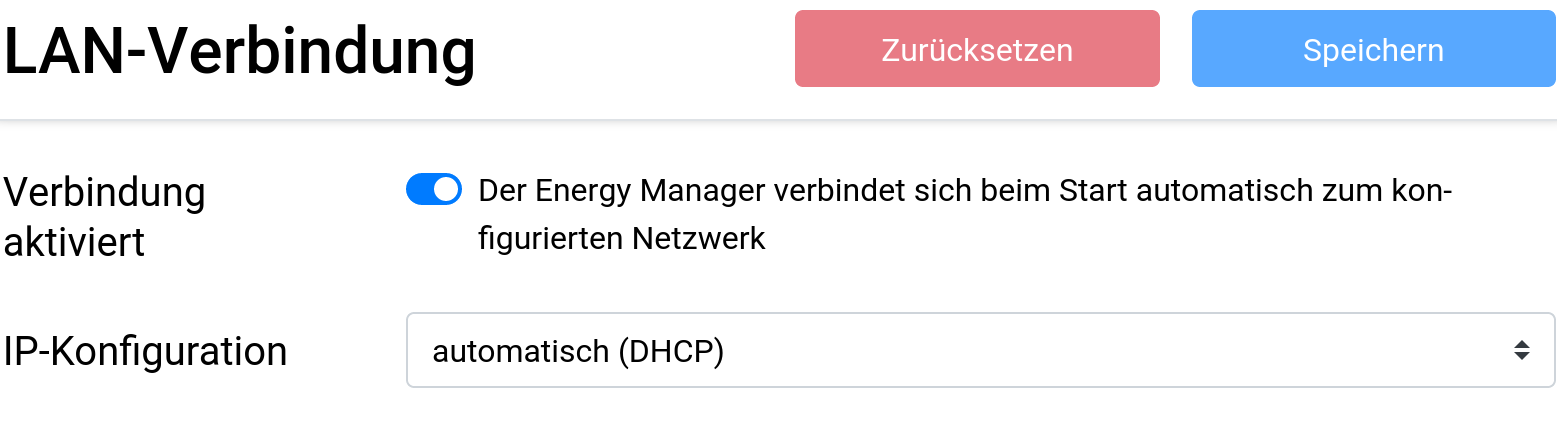 LAN-Verbindung
Zurücksetzen
Speichern
Verbindung
aktiviert
Der Energy Manager verbindet sich beim Start automatisch zum kon-
figurierten Netzwerk
IP-Konfiguration
automatisch (DHCP)